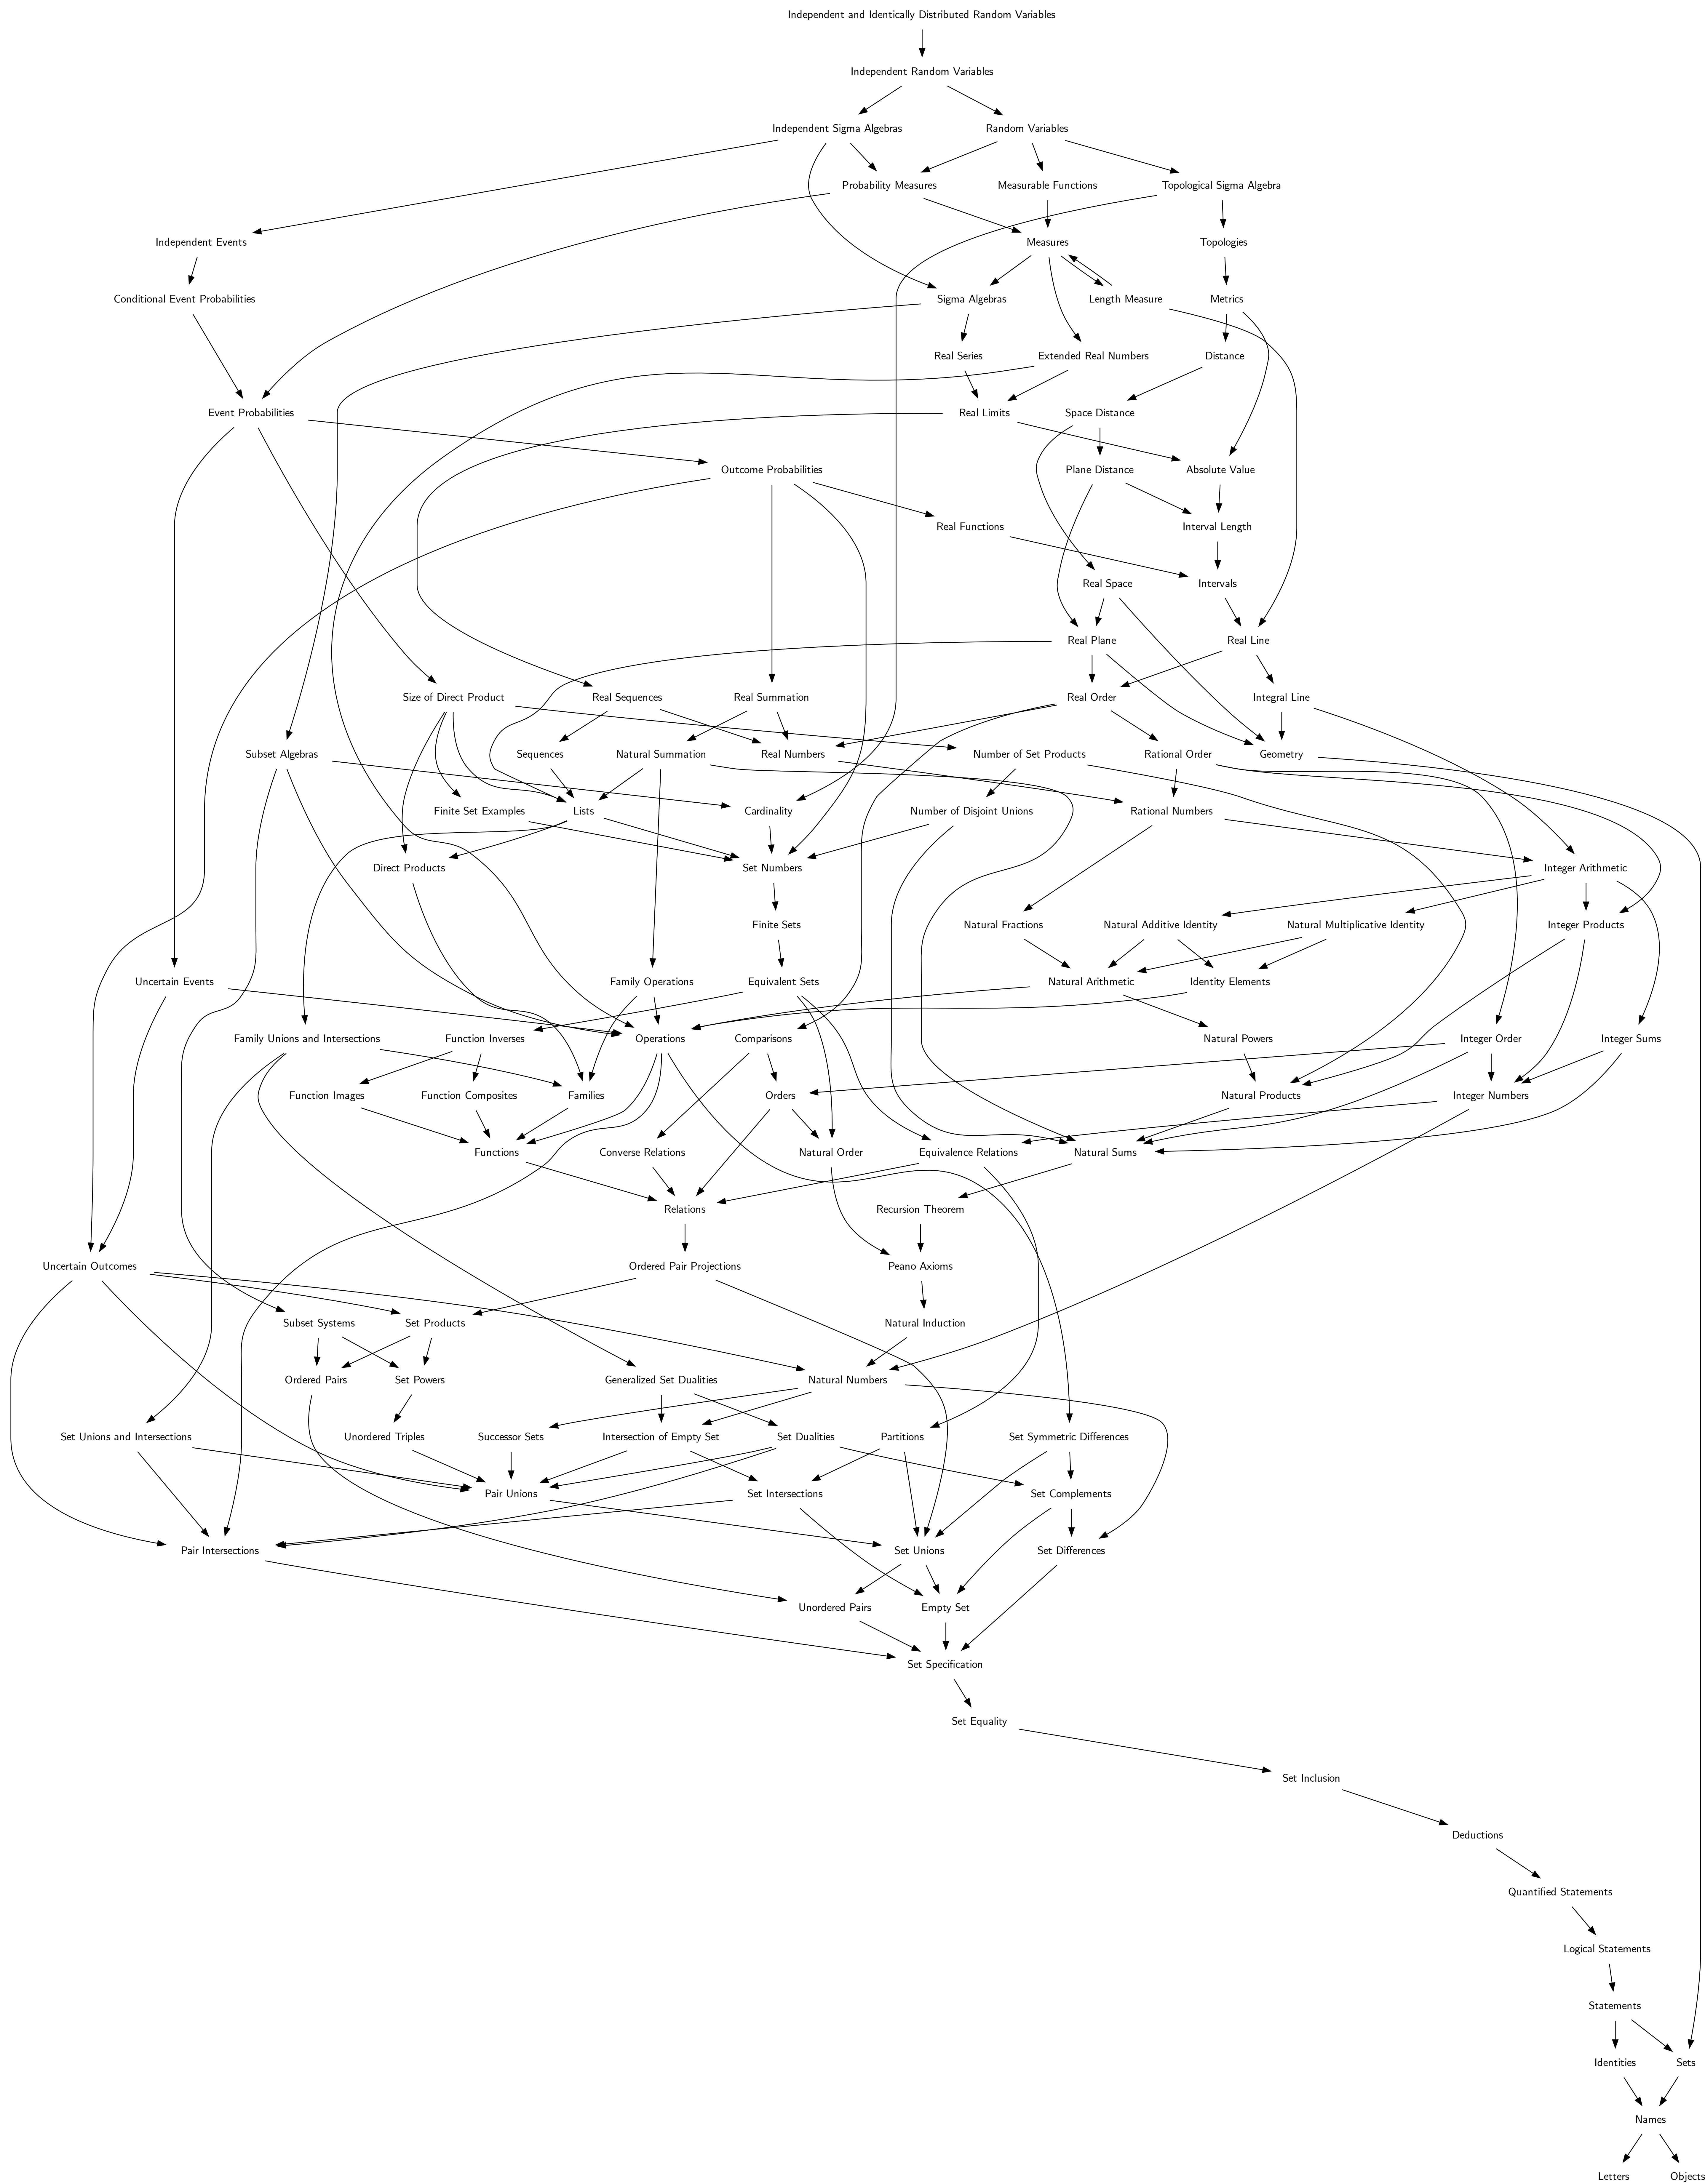 Independent and Identically Distributed Random Variables
Independent Random Variables
Independent Sigma Algebras
Random Variables
Probability Measures
Measurable Functions
Topological Sigma Algebra
Independent Events
Measures
Topologies
Conditional Event Probabilities
Sigma Algebras
Length Measure
Metrics
Real Series
Extended Real Numbers
Distance
Event Probabilities
Real Limits
Space Distance
Outcome Probabilities
Plane Distance
Absolute Value
Real Functions
Interval Length
Real Space
Intervals
Real Plane
Real Line
Size of Direct Product
Real Sequences
Real Summation
Real Order
Integral Line
Subset Algebras
Sequences
Natural Summation
Real Numbers
Number of Set Products
Rational Order
Geometry
Finite Set Examples
Lists
Cardinality
Number of Disjoint Unions
Rational Numbers
Direct Products
Set Numbers
Integer Arithmetic
Finite Sets
Natural Fractions
Natural Additive Identity
Natural Multiplicative Identity
Integer Products
Uncertain Events
Family Operations
Equivalent Sets
Natural Arithmetic
Identity Elements
Family Unions and Intersections
Function Inverses
Operations
Comparisons
Natural Powers
Integer Order
Integer Sums
Function Images
Function Composites
Families
Orders
Natural Products
Integer Numbers
Functions
Converse Relations
Natural Order
Equivalence Relations
Natural Sums
Relations
Recursion Theorem
Uncertain Outcomes
Ordered Pair Projections
Peano Axioms
Subset Systems
Set Products
Natural Induction
Ordered Pairs
Set Powers
Generalized Set Dualities
Natural Numbers
Set Unions and Intersections
Unordered Triples
Successor Sets
Intersection of Empty Set
Set Dualities
Partitions
Set Symmetric Differences
Pair Unions
Set Intersections
Set Complements
Pair Intersections
Set Unions
Set Differences
Unordered Pairs
Empty Set
Set Specification
Set Equality
Set Inclusion
Deductions
Quantified Statements
Logical Statements
Statements
Identities
Sets
Names
Letters
Objects